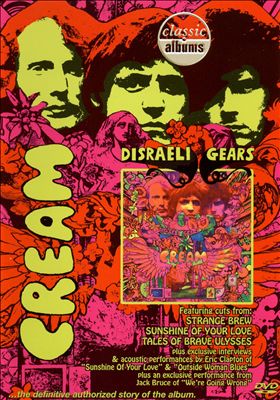 classic
albums
DISRAELI GEARS
CREAM
CREAM
Featuring cuts from:
STRANGE BREW
SUNSHINE OF YOUR LOVE
TALES OF BRAVE ULYSSES
plus exclusive interviews
& acoustic performances by Eric Clapton of
"Sunshine Of Your Love" & "Outside Woman Blues"
plus an exclusive performance from
Jack Bruce of "We're Going Wrong"
...the definitive authorized story of the album.
DVD